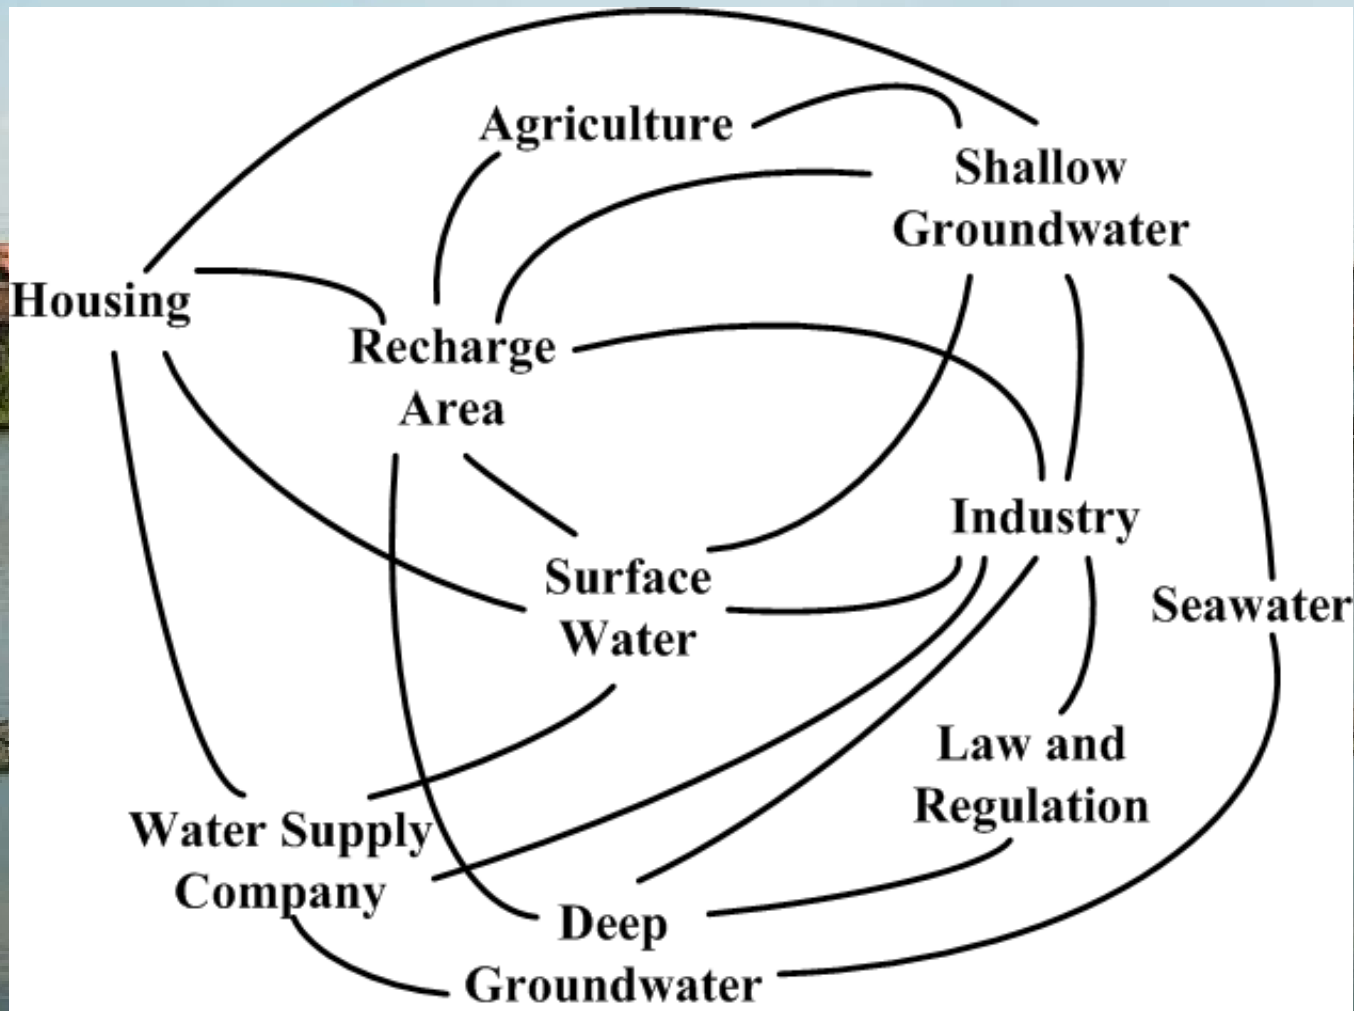 Agriculture
Shallow
Groundwater
Housing
Recharge
Area
Industry
Surface
Water
Seawater
Law and
Regulation
Water Supply
Company
Deep
Groundwater